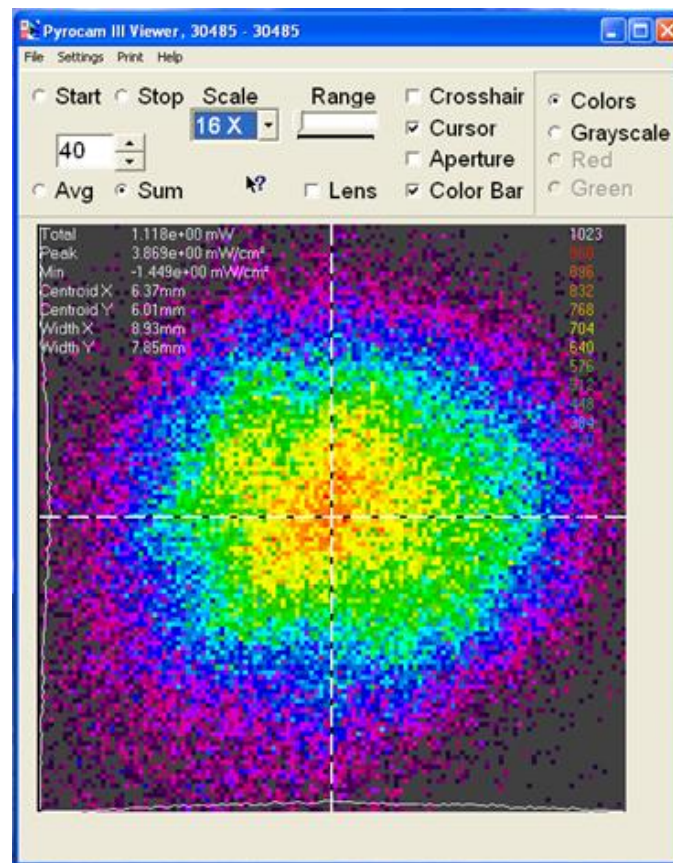 Pyrocam III Viewer, 30485 - 30485
File Settings Print Help
Start Stop Scale Range Crosshair Colors
16 X Cursor Grayscale
40 Aperture Red
Avg Sum Lens Color Bar Green
Total 1.118e+00 mW 1023
Peak 3.869e+00 mW/cm² 960
Min -1.449e+00 mW/cm² 896
Centroid X 6.37mm 832
Centroid Y 6.01mm 768
Width X 8.93mm 704
Width Y 7.85mm 640
576
512
448
384